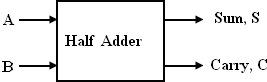 A
Sum, S
Half Adder
B
Carry, C